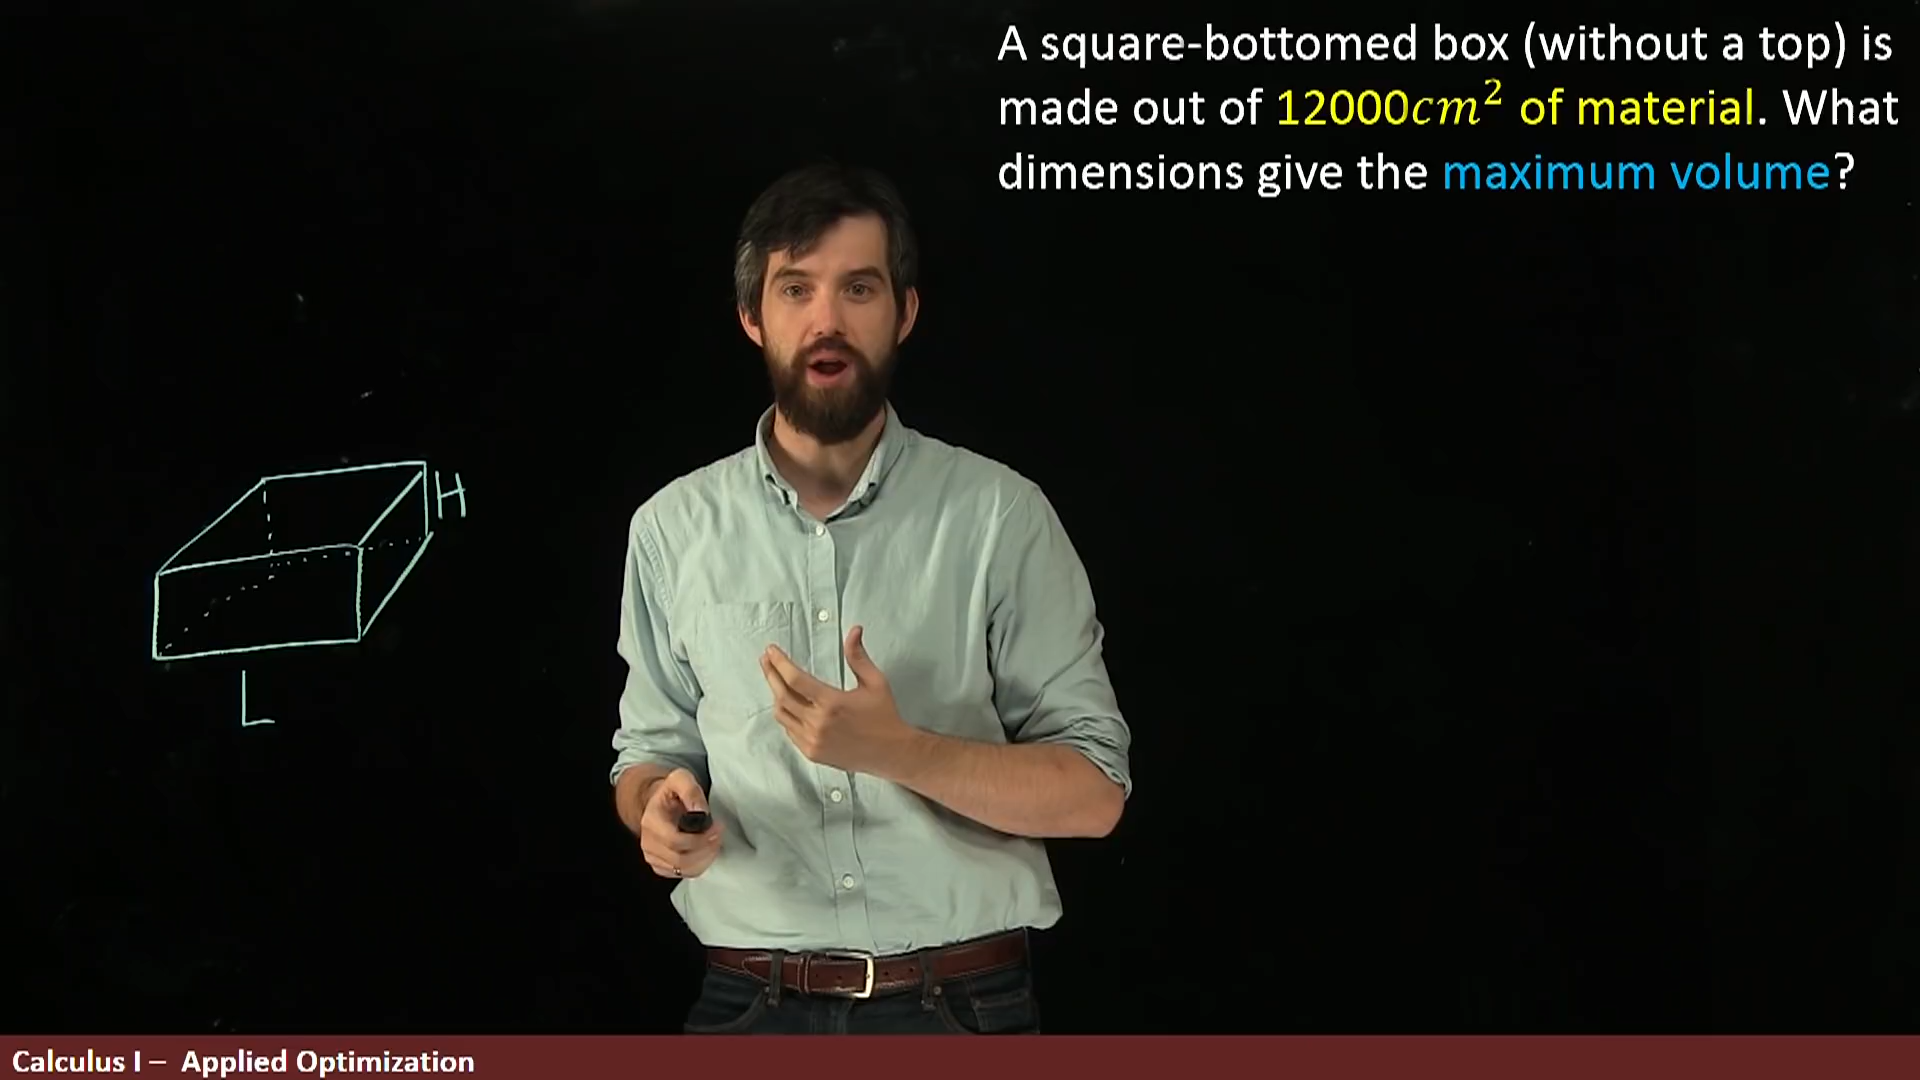 A square-bottomed box (without a top) is
made out of 12000cm² of material. What
dimensions give the maximum volume?
H
L
Calculus I – Applied Optimization